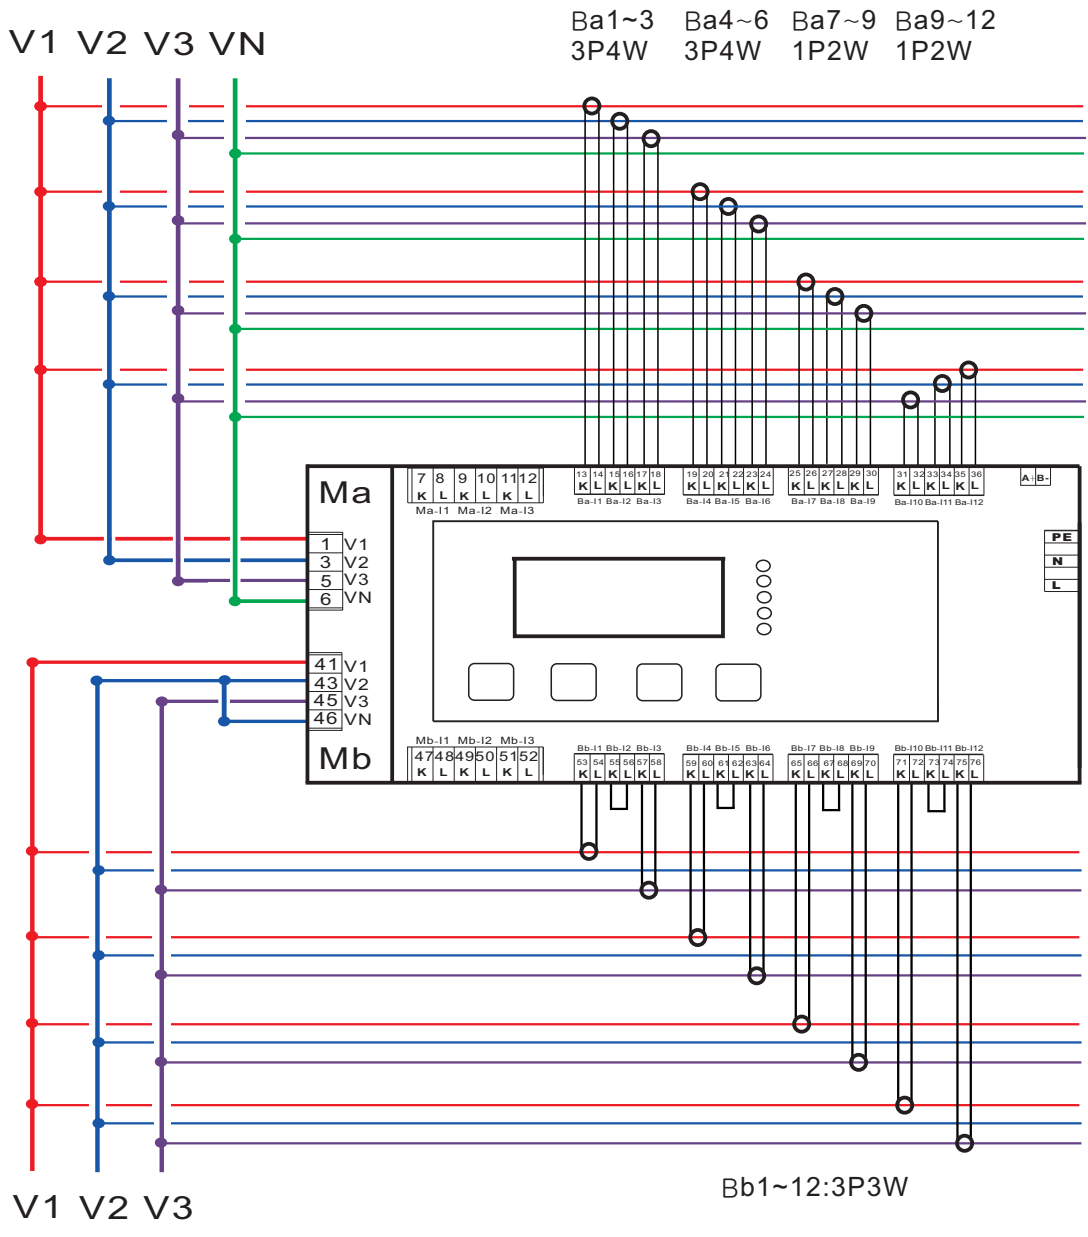 Ba1~3 Ba4~6 Ba7~9 Ba9~12
3P4W 3P4W 1P2W 1P2W
V1 V2 V3 VN
Ma
7 8 9 10 11 12
K L K L K L
Ma-I1 Ma-I2 Ma-I3
13 14 15 16 17 18
K L K L K L
Ba-I1 Ba-I2 Ba-I3
19 20 21 22 23 24
K L K L K L
Ba-I4 Ba-I5 Ba-I6
25 26 27 28 29 30
K L K L K L
Ba-I7 Ba-I8 Ba-I9
31 32 33 34 35 36
K L K L K L
Ba-I10 Ba-I11 Ba-I12
A+ B-
PE
N
L
1 V1
3 V2
5 V3
6 VN
41 V1
43 V2
45 V3
46 VN
Mb
Mb-I1 Mb-I2 Mb-I3
47 48 49 50 51 52
K L K L K L
Bb-I1 Bb-I2 Bb-I3
53 54 55 56 57 58
K L K L K L
Bb-I4 Bb-I5 Bb-I6
59 60 61 62 63 64
K L K L K L
Bb-I7 Bb-I8 Bb-I9
65 66 67 68 69 70
K L K L K L
Bb-I10 Bb-I11 Bb-I12
71 72 73 74 75 76
K L K L K L
Bb1~12:3P3W
V1 V2 V3